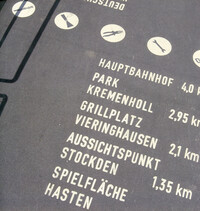 DEUTSCH
HAUPTBAHNHOF 4,0
PARK
KREMENHOLL 2,95 km
GRILLPLATZ
VIERINGHAUSEN 2,1 km
AUSSICHTSPUNKT
STOCKDEN 1,35 km
SPIELFLÄCHE
HASTEN